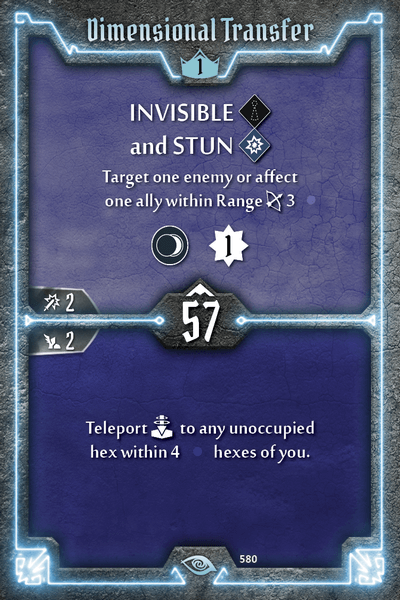 Dimensional Transfer
1
INVISIBLE
and STUN
Target one enemy or affect
one ally within Range 3
1
2
57
2
Teleport to any unoccupied
hex within 4 hexes of you.
580